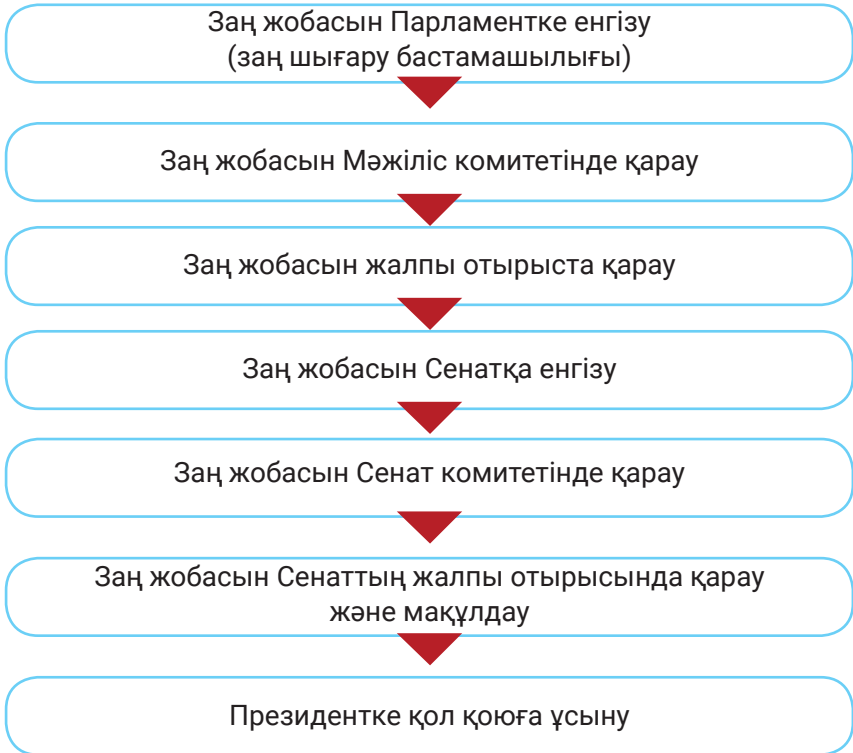 Заң жобасын Парламентке енгізу
(заң шығару бастамашылығы)
Заң жобасын Мәжіліс комитетінде қарау
Заң жобасын жалпы отырыста қарау
Заң жобасын Сенатқа енгізу
Заң жобасын Сенат комитетінде қарау
Заң жобасын Сенаттың жалпы отырысында қарау
және мақұлдау
Президентке қол қоюға ұсыну